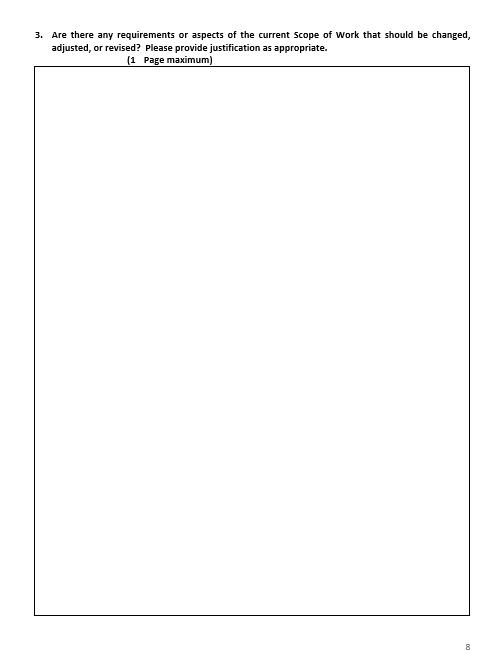 3. Are there any requirements or aspects of the current Scope of Work that should be changed,
adjusted, or revised? Please provide justification as appropriate.
(1 Page maximum)
8